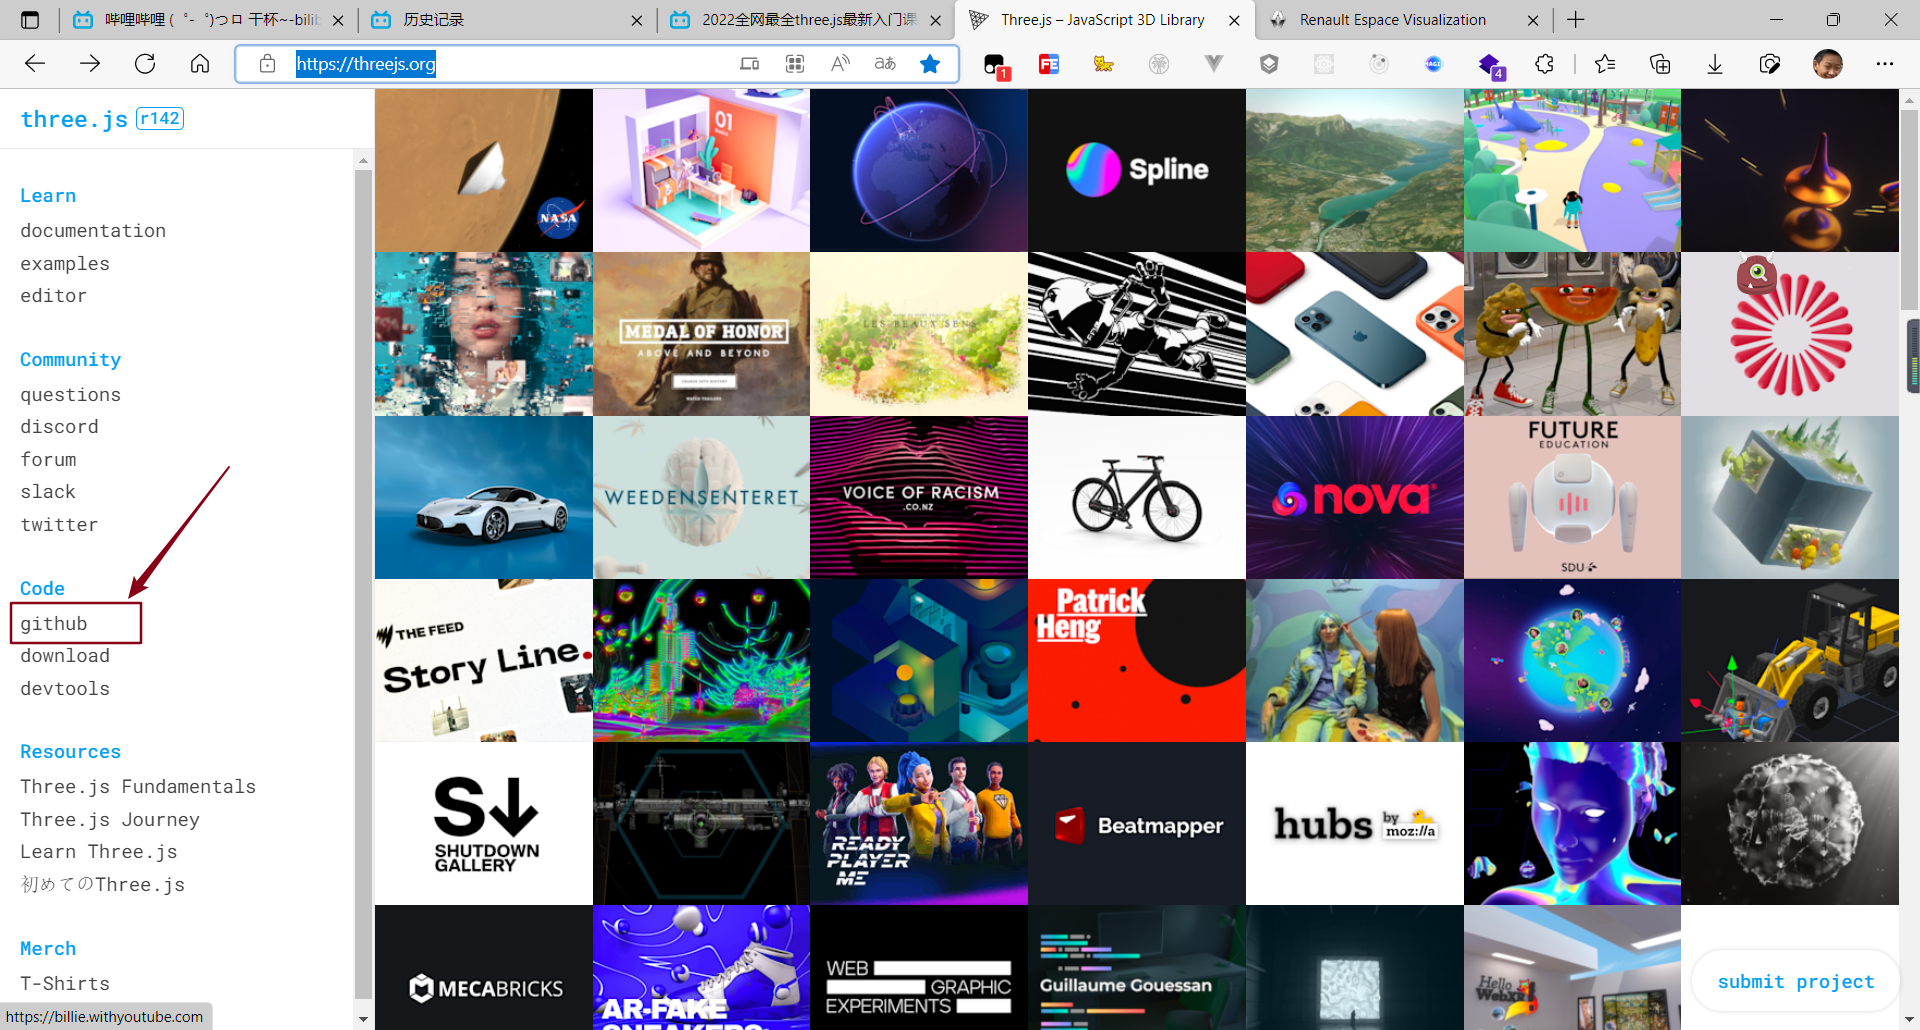 哔哩哔哩 (゜-゜)つロ 干杯~-bilib
历史记录
2022全网最全three.js最新入门课
Three.js – JavaScript 3D Library
Renault Espace Visualization
https://threejs.org
1
FE
4
three.js r142
Learn
documentation
examples
editor
Community
questions
discord
forum
slack
twitter
Code
github
download
devtools
Resources
Three.js Fundamentals
Three.js Journey
Learn Three.js
初めてのThree.js
Merch
T-Shirts
https://billie.withyoutube.com
NASA
01
Spline
MEDAL OF HONOR
ABOVE AND BEYOND
LES BEAUX SENS
WEEDENSENTERET
VOICE OF RACISM
.CO.NZ
nova
FUTURE
EDUCATION
SDU
THE FEED
Story Line.
Patrick
Heng
S↓
SHUTDOWN
GALLERY
READY
PLAYER
ME
Beatmapper
hubs by
moz://a
MECABRICKS
AR-FAKE
SNEAKERS
WEB
GRAPHIC
EXPERIMENTS
Guillaume Gouessan
Hello
WebXR
submit project